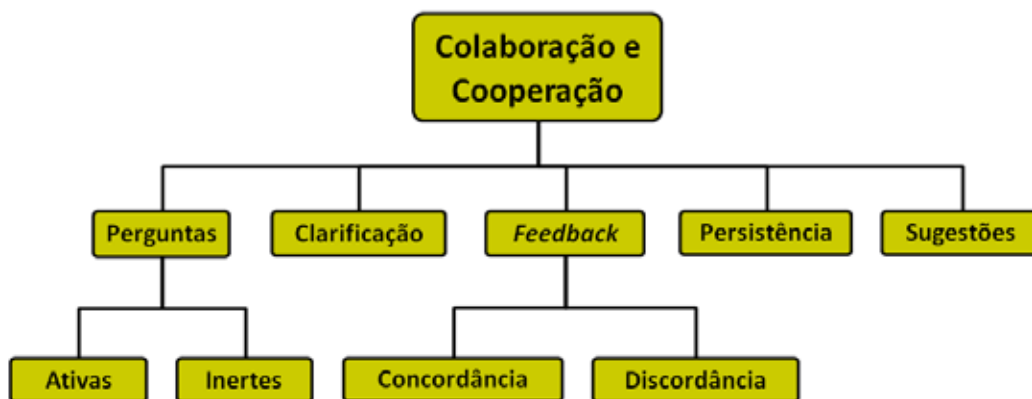 Colaboração e
Cooperação
Perguntas
Clarificação
Feedback
Persistência
Sugestões
Ativas
Inertes
Concordância
Discordância